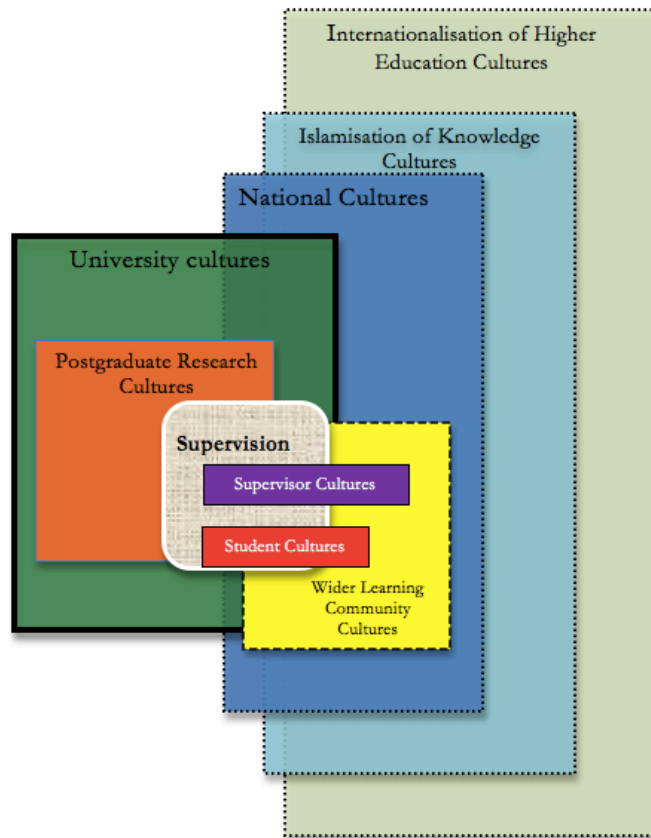 Internationalisation of Higher
Education Cultures
Islamisation of Knowledge
Cultures
National Cultures
University cultures
Postgraduate Research
Cultures
Supervision
Supervisor Cultures
Student Cultures
Wider Learning
Community
Cultures